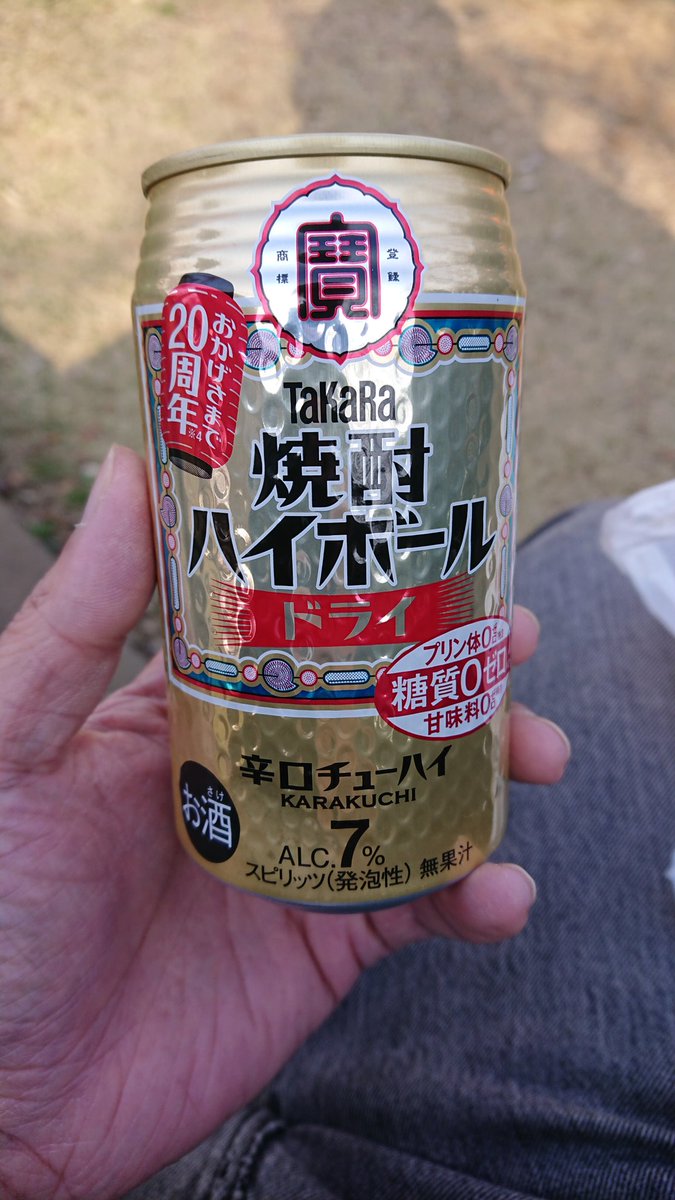 寶
登録
商標
おかげさまで
20周年※4
TaKaRa
焼酎
ハイボール
ドライ
プリン体0
糖質0ゼロ
甘味料0
辛口チューハイ
KARAKUCHI
さけ
お酒
ALC.7%
スピリッツ(発泡性) 無果汁